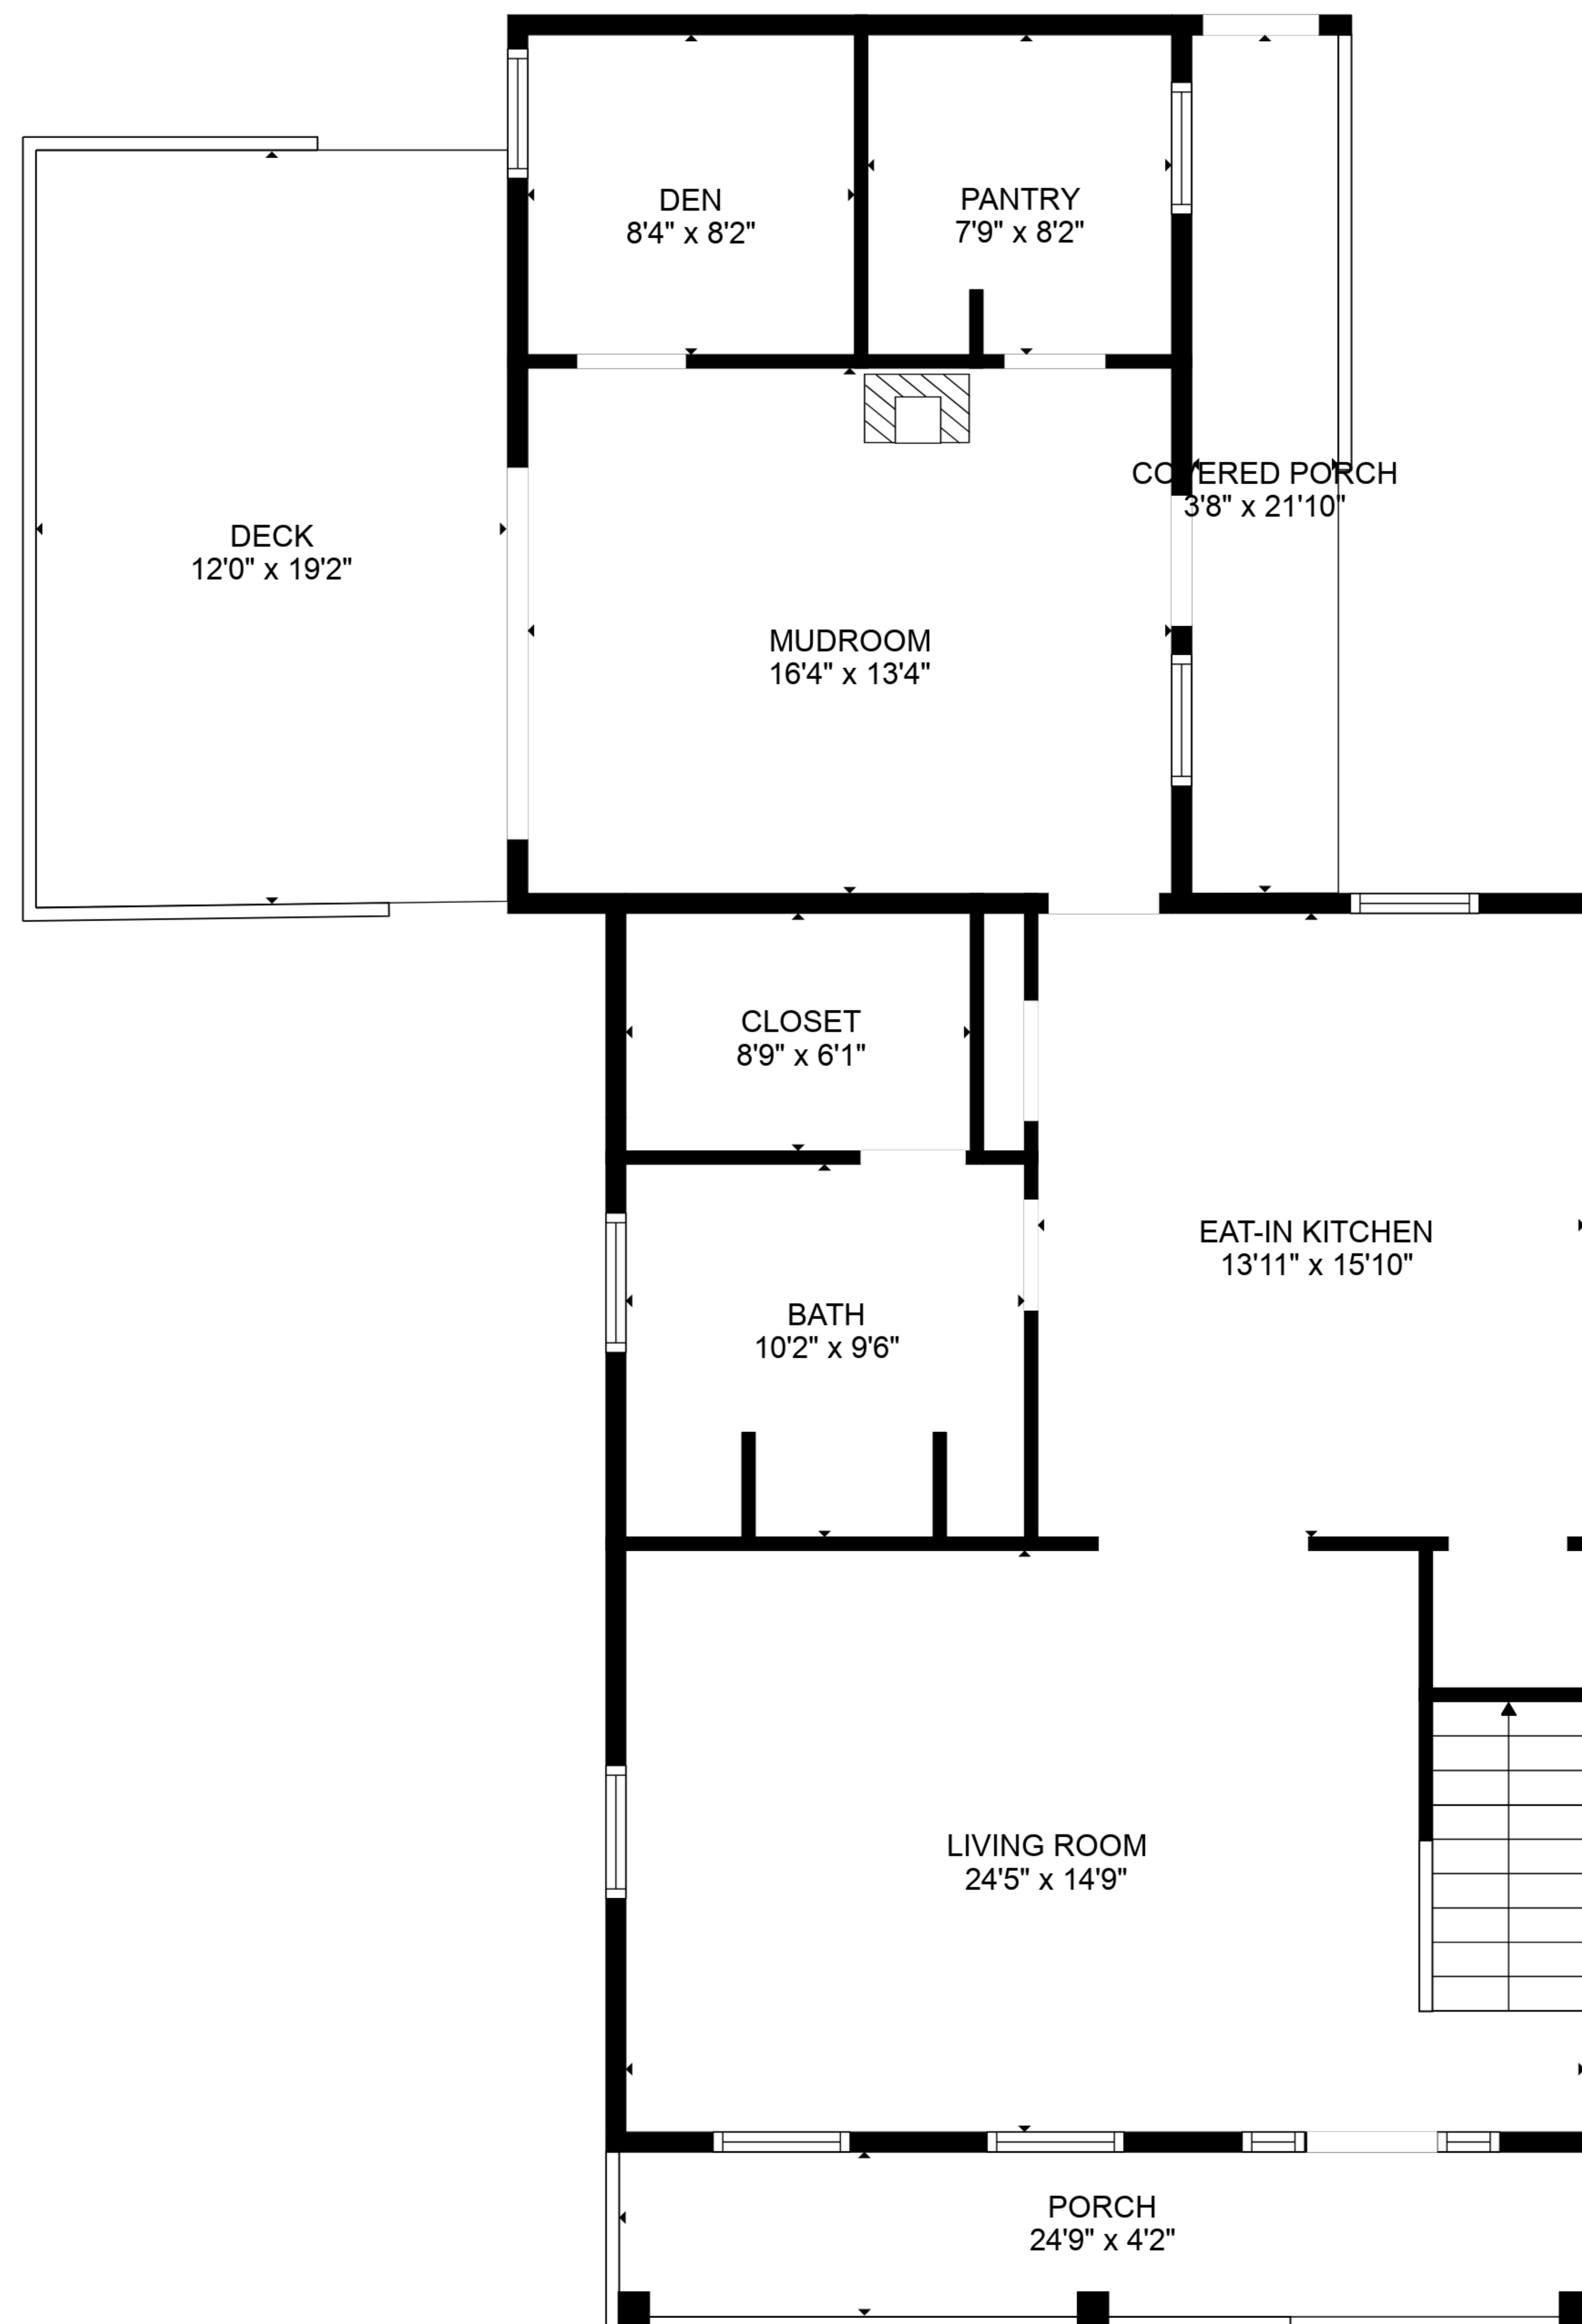 DEN
8'4" x 8'2"
PANTRY
7'9" x 8'2"
COVERED PORCH
3'8" x 21'10"
DECK
12'0" x 19'2"
MUDROOM
16'4" x 13'4"
CLOSET
8'9" x 6'1"
EAT-IN KITCHEN
13'11" x 15'10"
BATH
10'2" x 9'6"
LIVING ROOM
24'5" x 14'9"
PORCH
24'9" x 4'2"